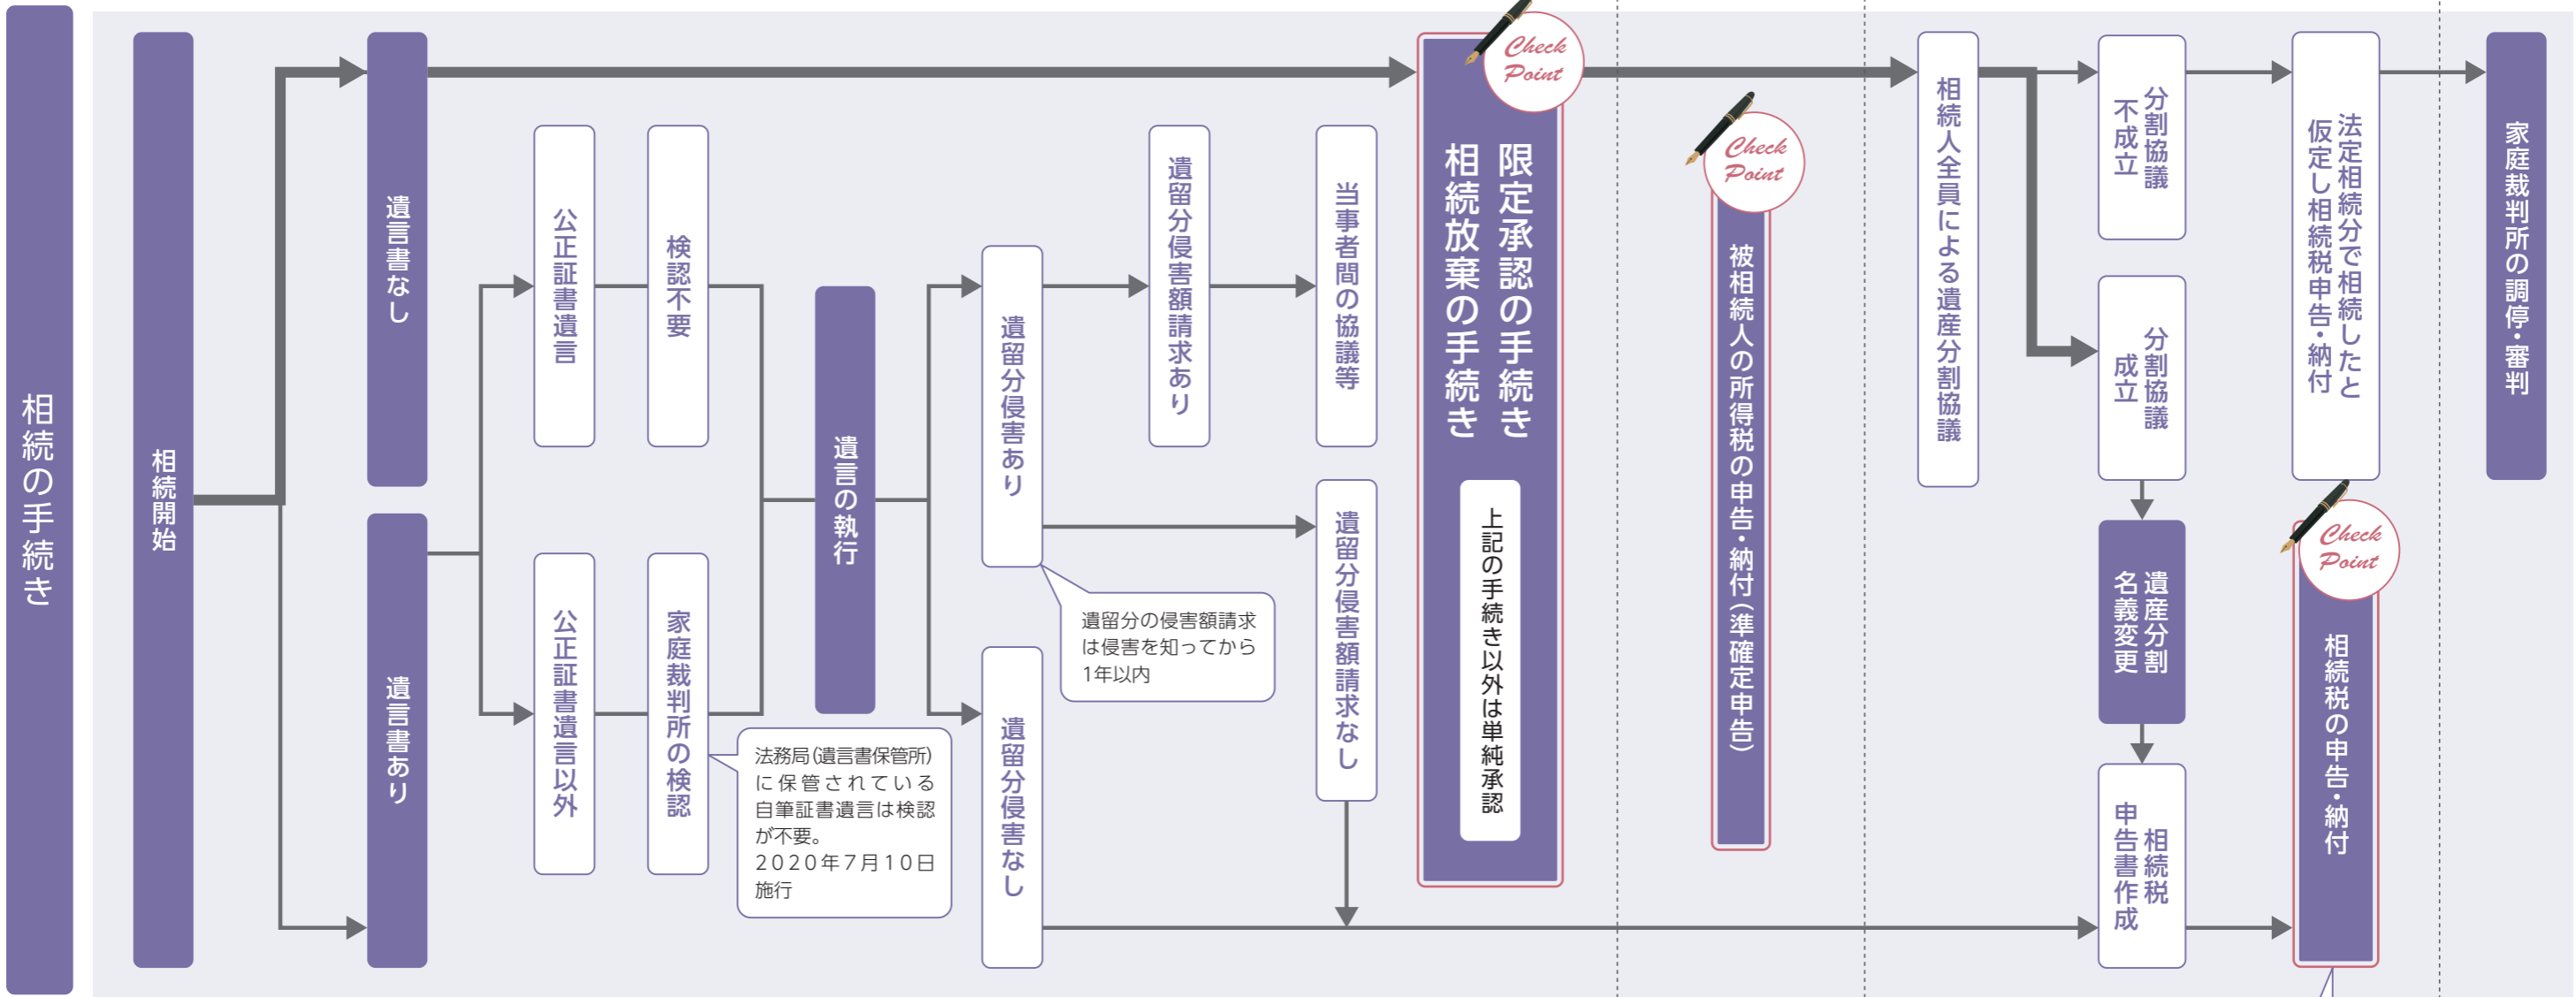 相続の手続き
相続開始
遺言書なし
遺言書あり
公正証書遺言
検認不要
公正証書遺言以外
家庭裁判所の検認
法務局(遺言書保管所)
に保管されている
自筆証書遺言は検認
が不要。
2020年7月10日
施行
遺言の執行
遺留分侵害あり
遺留分の侵害額請求
は侵害を知ってから
1年以内
遺留分侵害なし
遺留分侵害額請求あり
当事者間の協議等
遺留分侵害額請求なし
Check
Point
限定承認の手続き
相続放棄の手続き
上記の手続き以外は単純承認
Check
Point
被相続人の所得税の申告・納付(準確定申告)
相続人全員による遺産分割協議
分割協議
不成立
分割協議
成立
遺産分割
名義変更
相続税
申告書作成
法定相続分で相続したと
仮定し相続税申告・納付
Check
Point
相続税の申告・納付
家庭裁判所の調停・審判